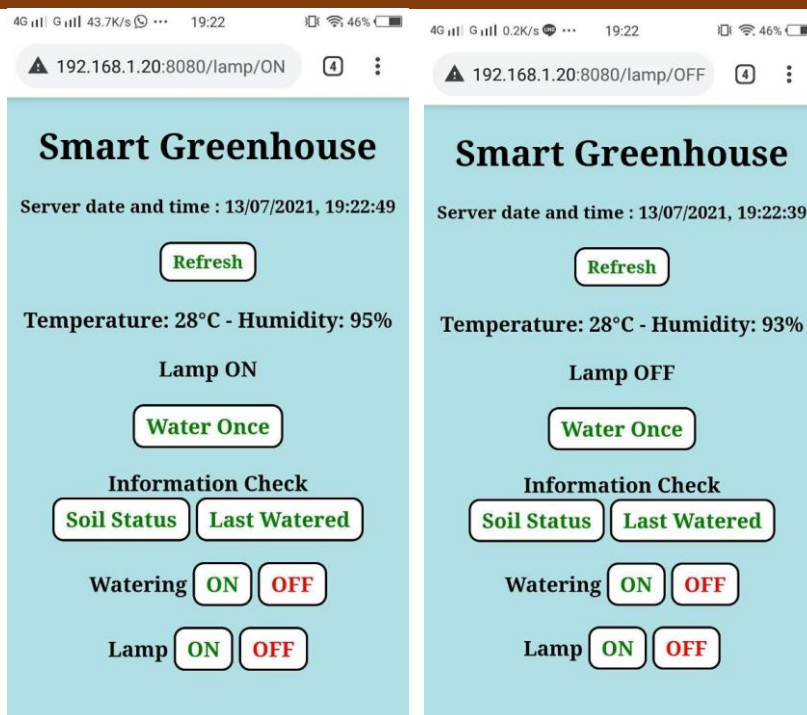 4G G 43.7K/s ... 19:22 46%
192.168.1.20:8080/lamp/ON 4
Smart Greenhouse
Server date and time : 13/07/2021, 19:22:49
Refresh
Temperature: 28°C - Humidity: 95%
Lamp ON
Water Once
Information Check
Soil Status Last Watered
Watering ON OFF
Lamp ON OFF
4G G 0.2K/s ... 19:22 46%
192.168.1.20:8080/lamp/OFF 4
Smart Greenhouse
Server date and time : 13/07/2021, 19:22:39
Refresh
Temperature: 28°C - Humidity: 93%
Lamp OFF
Water Once
Information Check
Soil Status Last Watered
Watering ON OFF
Lamp ON OFF